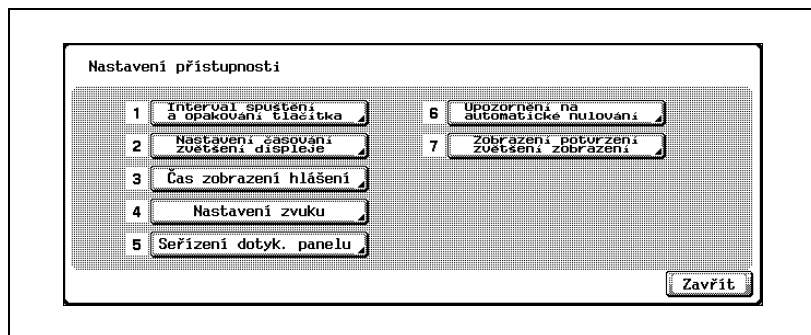 Nastavení přístupnosti
1 Interval spuštění
a opakování tlačítka
2 Nastavení časování
zvětšení displeje
3 Čas zobrazení hlášení
4 Nastavení zvuku
5 Seřízení dotyk. panelu
6 Upozornění na
automatické nulování
7 Zobrazení potvrzení
zvětšení zobrazení
Zavřít